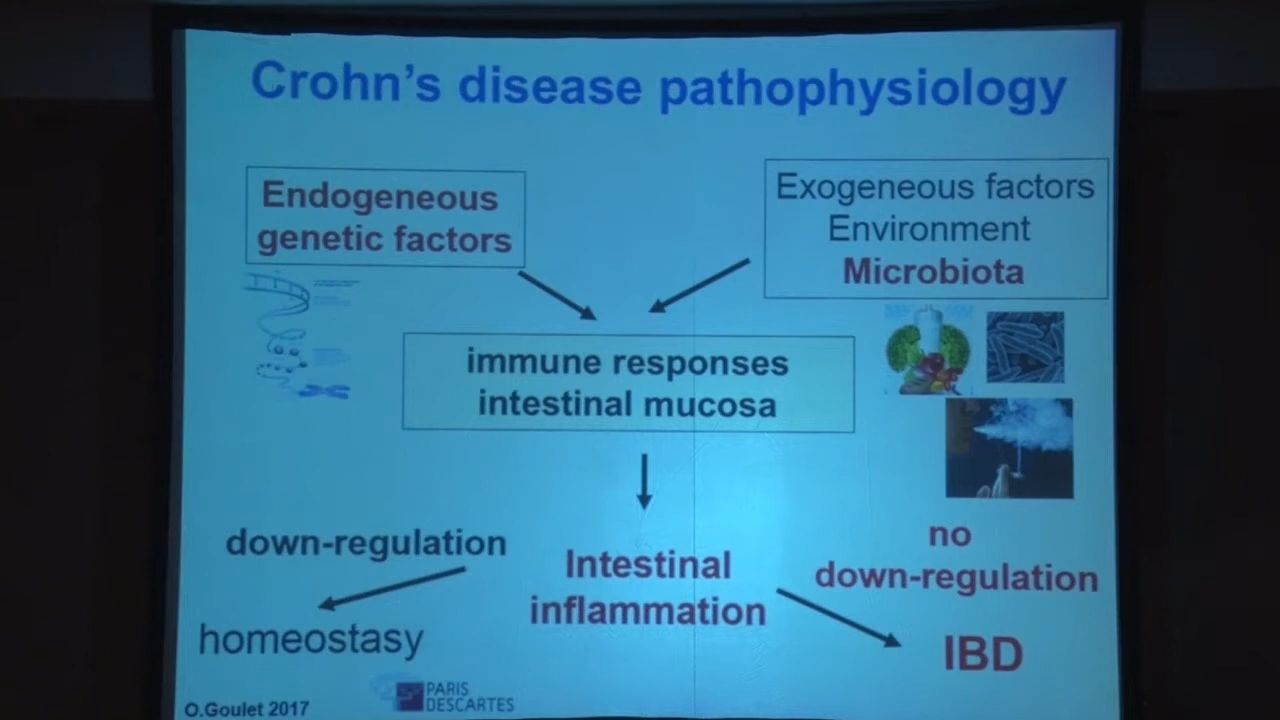 Crohn's disease pathophysiology
Endogeneous
genetic factors
Exogeneous factors
Environment
Microbiota
immune responses
intestinal mucosa
down-regulation
Intestinal
inflammation
no
down-regulation
homeostasy
IBD
O.Goulet 2017
PARIS
DESCARTES